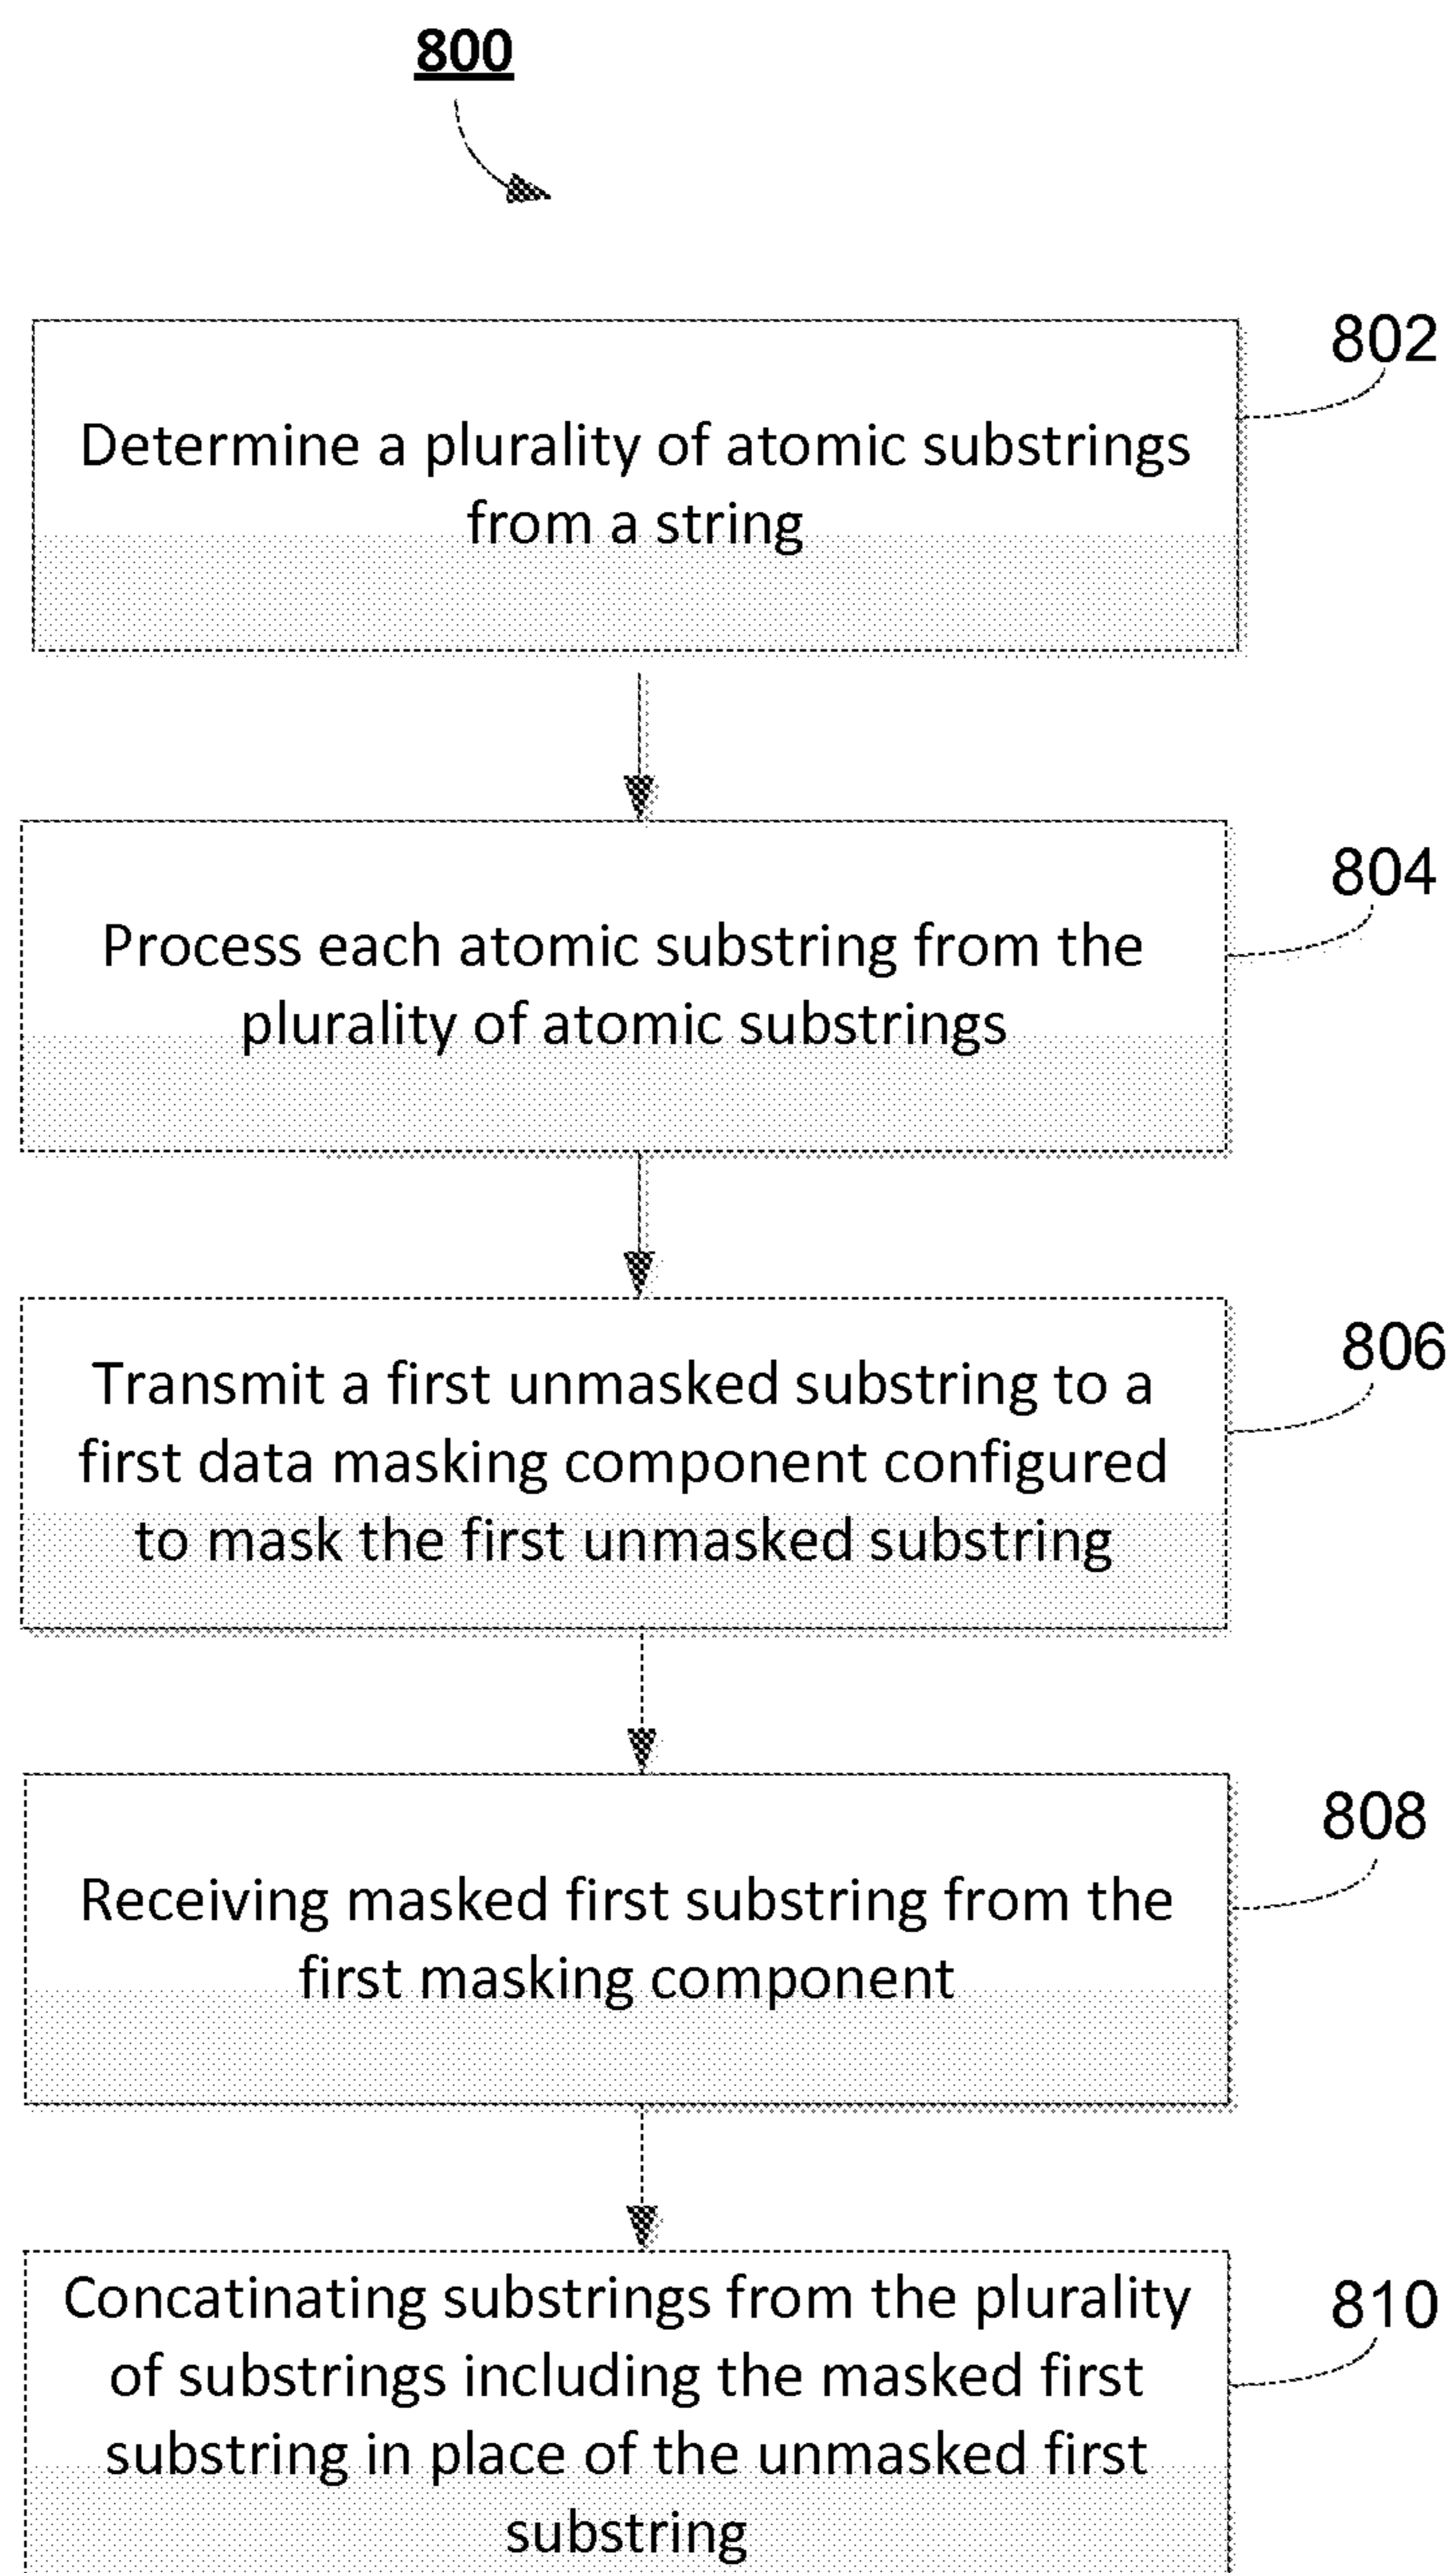 800
802
Determine a plurality of atomic substrings
from a string
804
Process each atomic substring from the
plurality of atomic substrings
806
Transmit a first unmasked substring to a
first data masking component configured
to mask the first unmasked substring
808
Receiving masked first substring from the
first masking component
810
Concatinating substrings from the plurality
of substrings including the masked first
substring in place of the unmasked first
substring